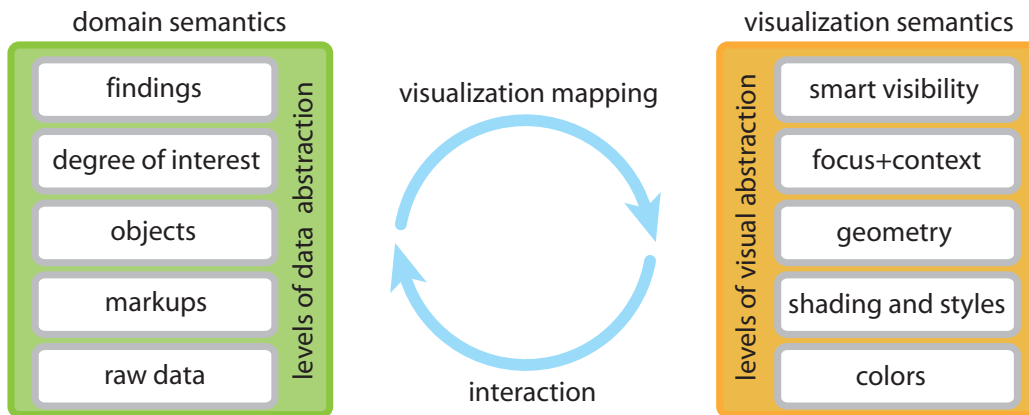 domain semantics
findings
degree of interest
objects
markups
raw data
levels of data abstraction
visualization mapping
interaction
visualization semantics
levels of visual abstraction
smart visibility
focus+context
geometry
shading and styles
colors